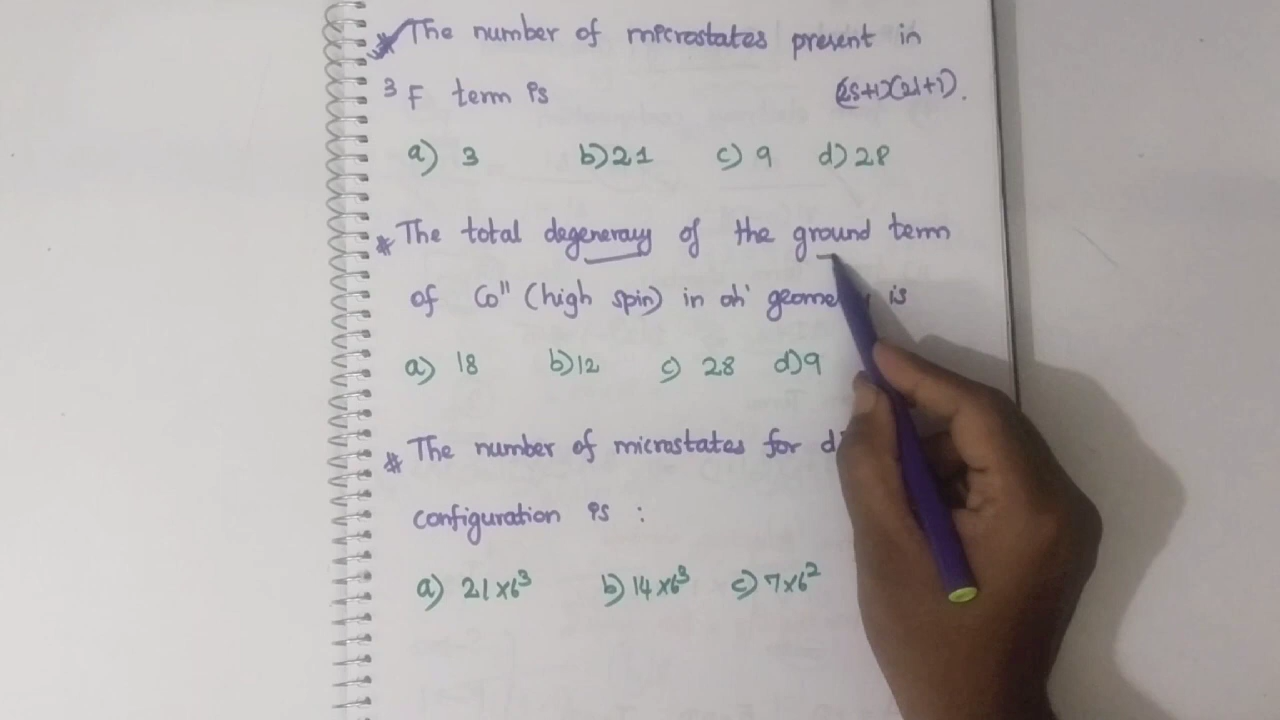 * The number of microstates present in
³F term is (2S+1)(2l+1).
a) 3 b) 21 c) 9 d) 28
* The total degeneracy of the ground term
of Co" (high spin) in oh' is
a) 18 b) 12 c) 28 d) 9
* The number of microstates for
configuration is :
a) 21 x 6³ b) 14 x 6³ c) 7 x 6²